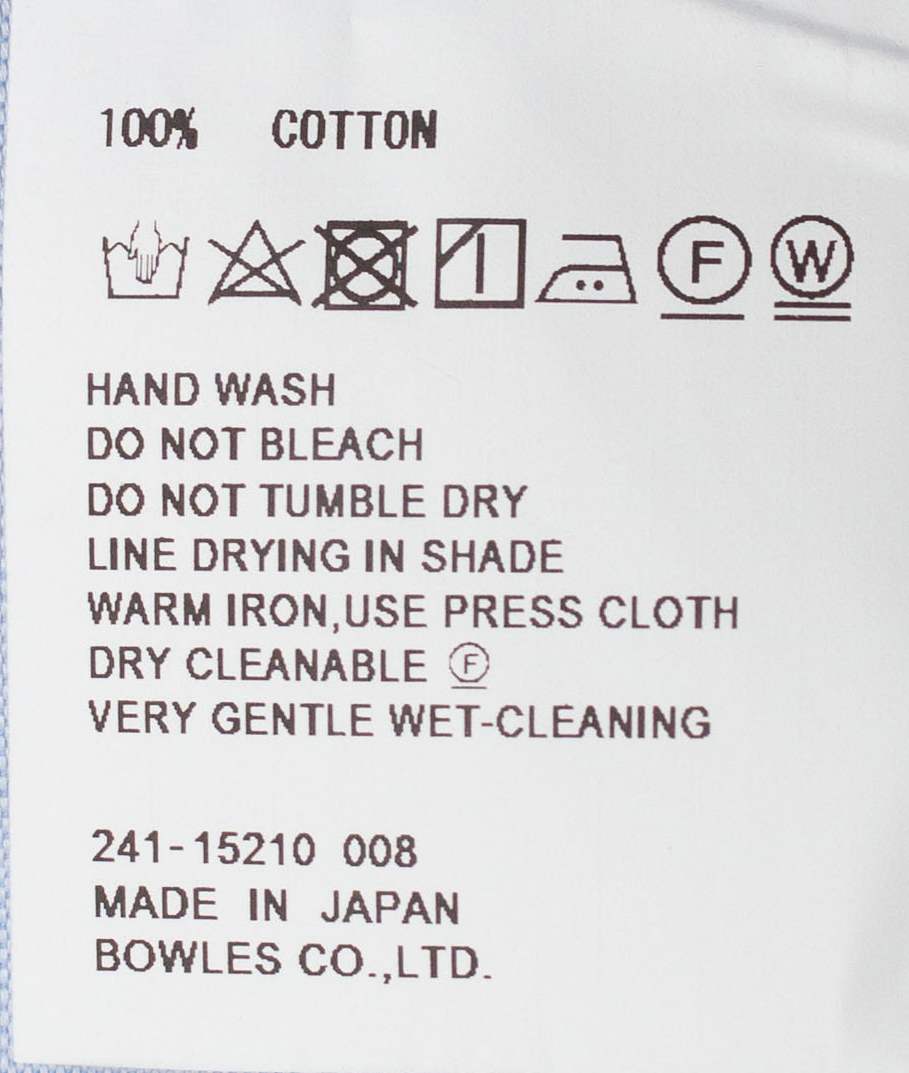 100% COTTON
F W
HAND WASH
DO NOT BLEACH
DO NOT TUMBLE DRY
LINE DRYING IN SHADE
WARM IRON,USE PRESS CLOTH
DRY CLEANABLE Ⓕ
VERY GENTLE WET-CLEANING
241-15210 008
MADE IN JAPAN
BOWLES CO.,LTD.